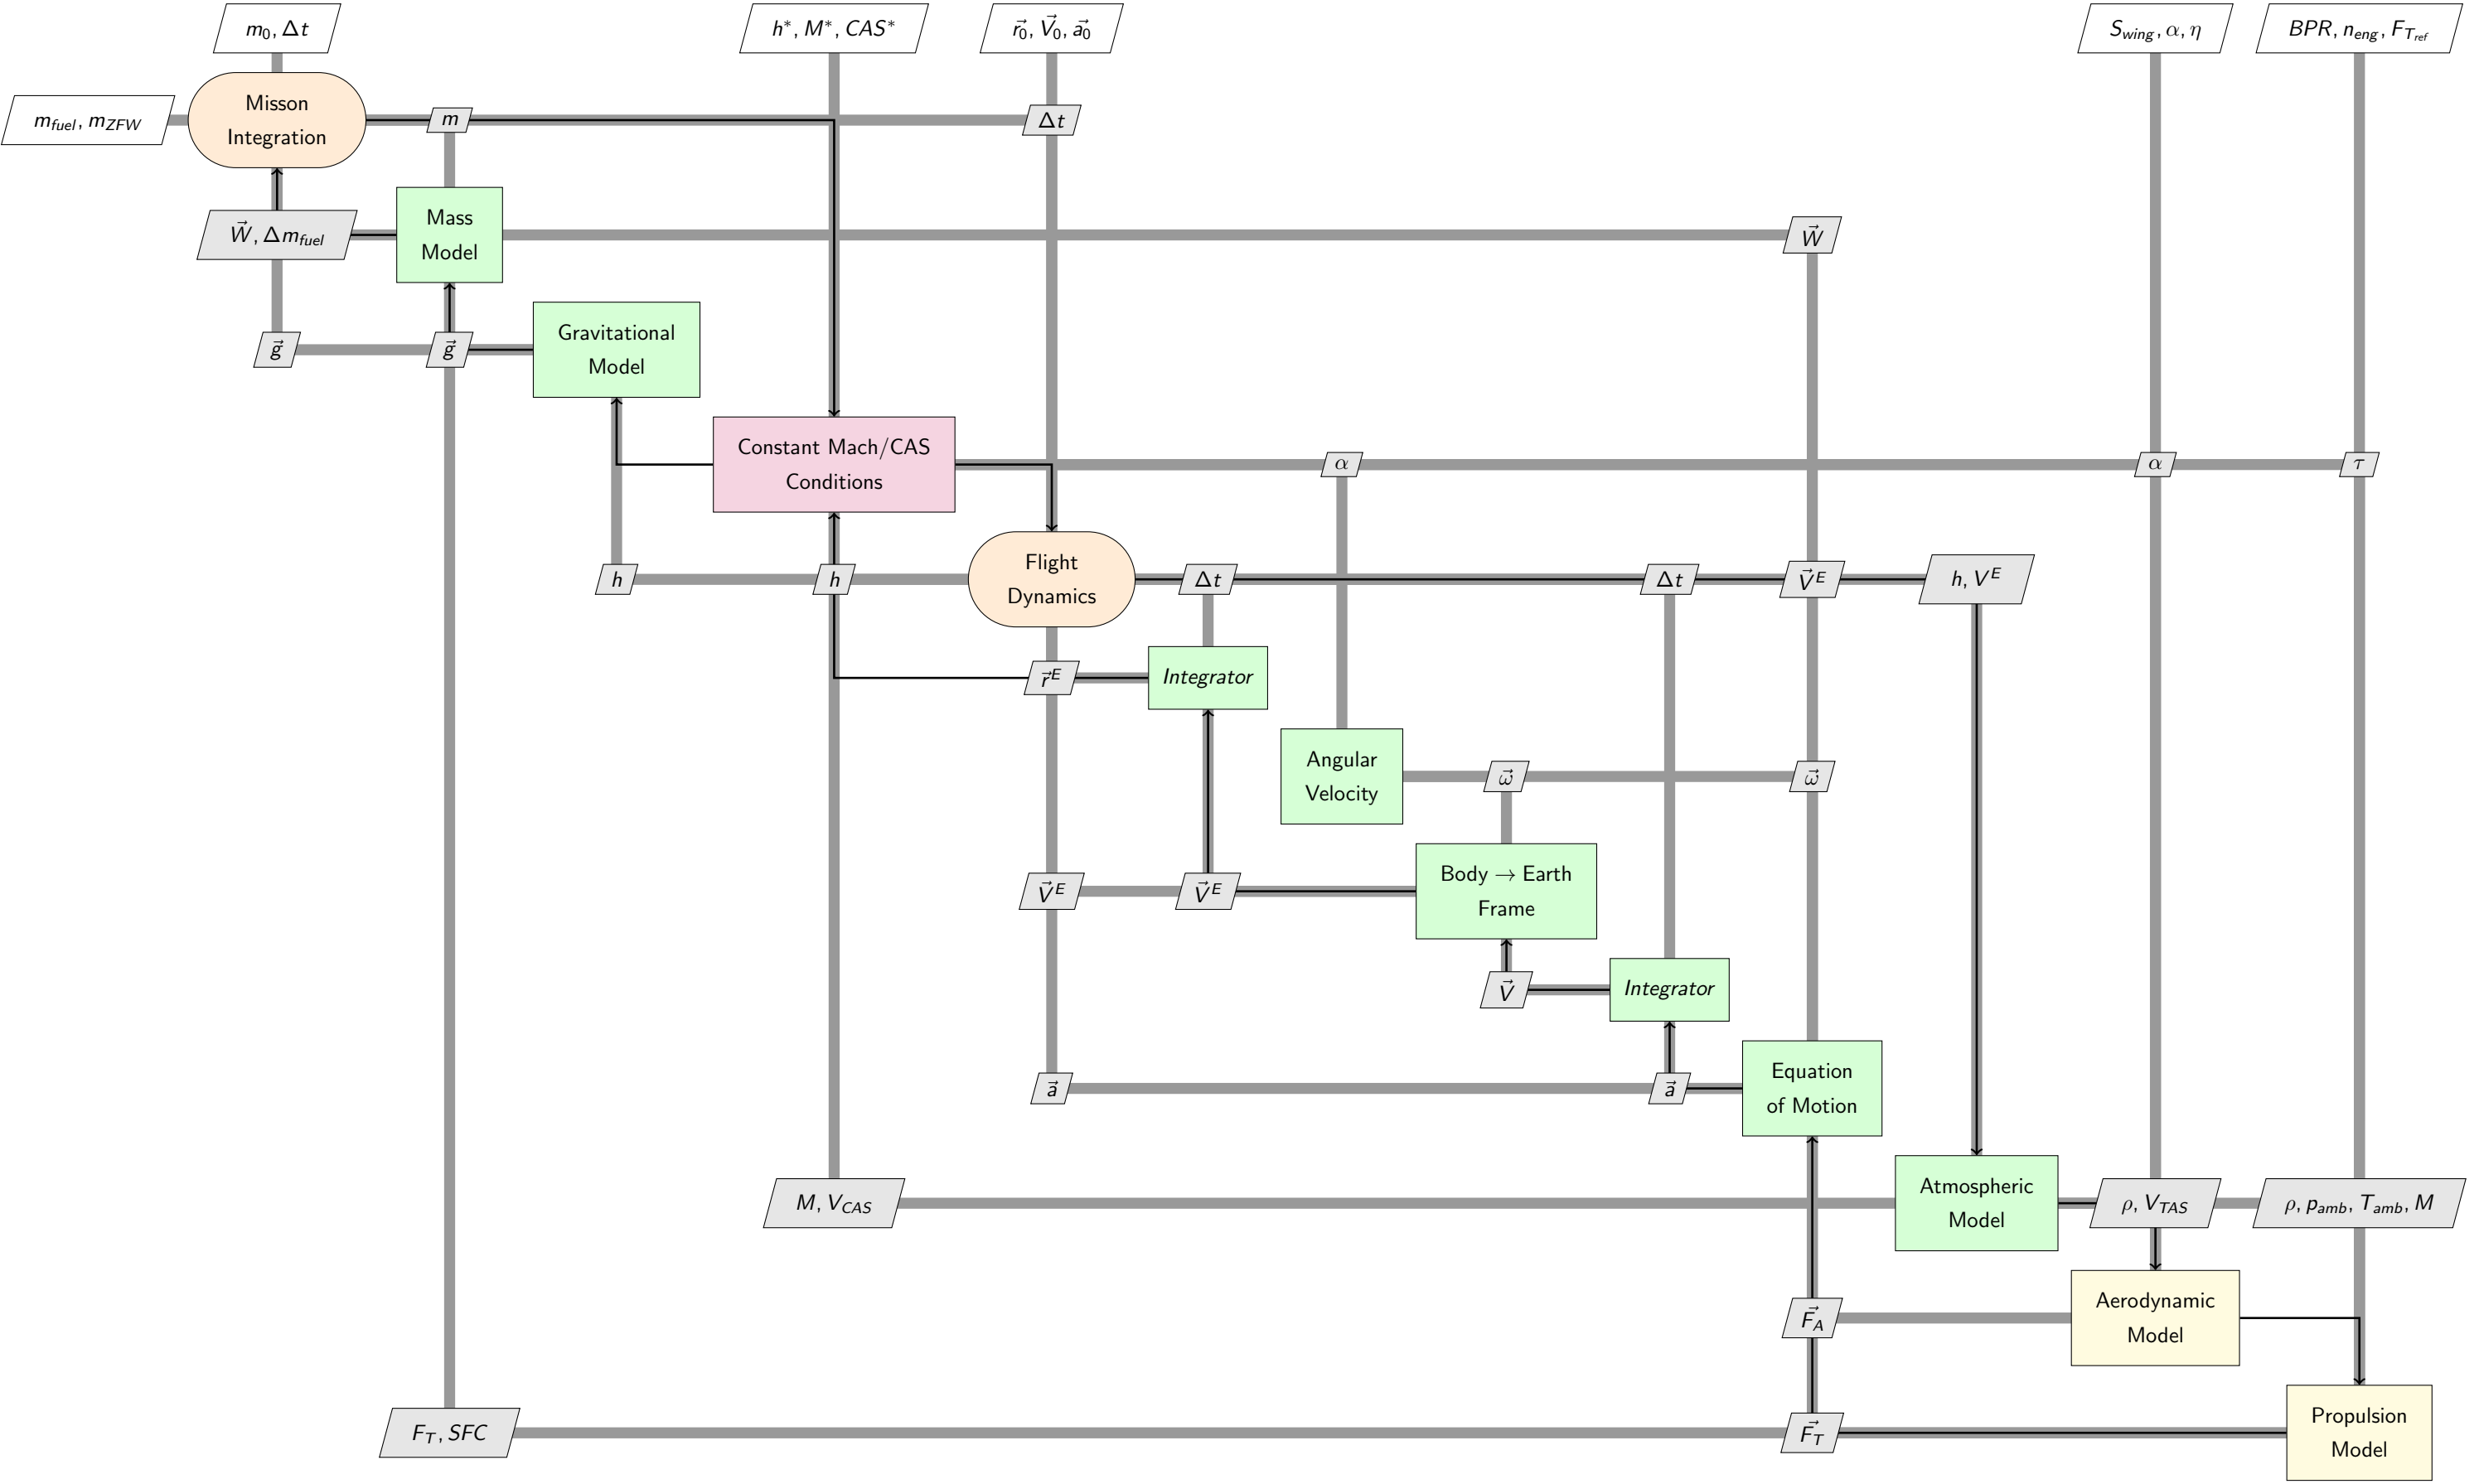 m₀, Δt
h*, M*, CAS*
r⃗₀, V⃗₀, a⃗₀
S_wing, α, η
BPR, n_eng, F_T_ref
m_fuel, m_ZFW
Misson
Integration
m
Δt
W⃗, Δm_fuel
Mass
Model
W⃗
g⃗
g⃗
Gravitational
Model
Constant Mach/CAS
Conditions
α
α
τ
h
h
Flight
Dynamics
Δt
Δt
V⃗^E
h, V^E
r⃗^E
Integrator
Angular
Velocity
ω⃗
ω⃗
V⃗^E
V⃗^E
Body → Earth
Frame
V⃗
Integrator
a⃗
a⃗
Equation
of Motion
M, V_CAS
Atmospheric
Model
ρ, V_TAS
ρ, p_amb, T_amb, M
F⃗_A
Aerodynamic
Model
F_T, SFC
F⃗_T
Propulsion
Model